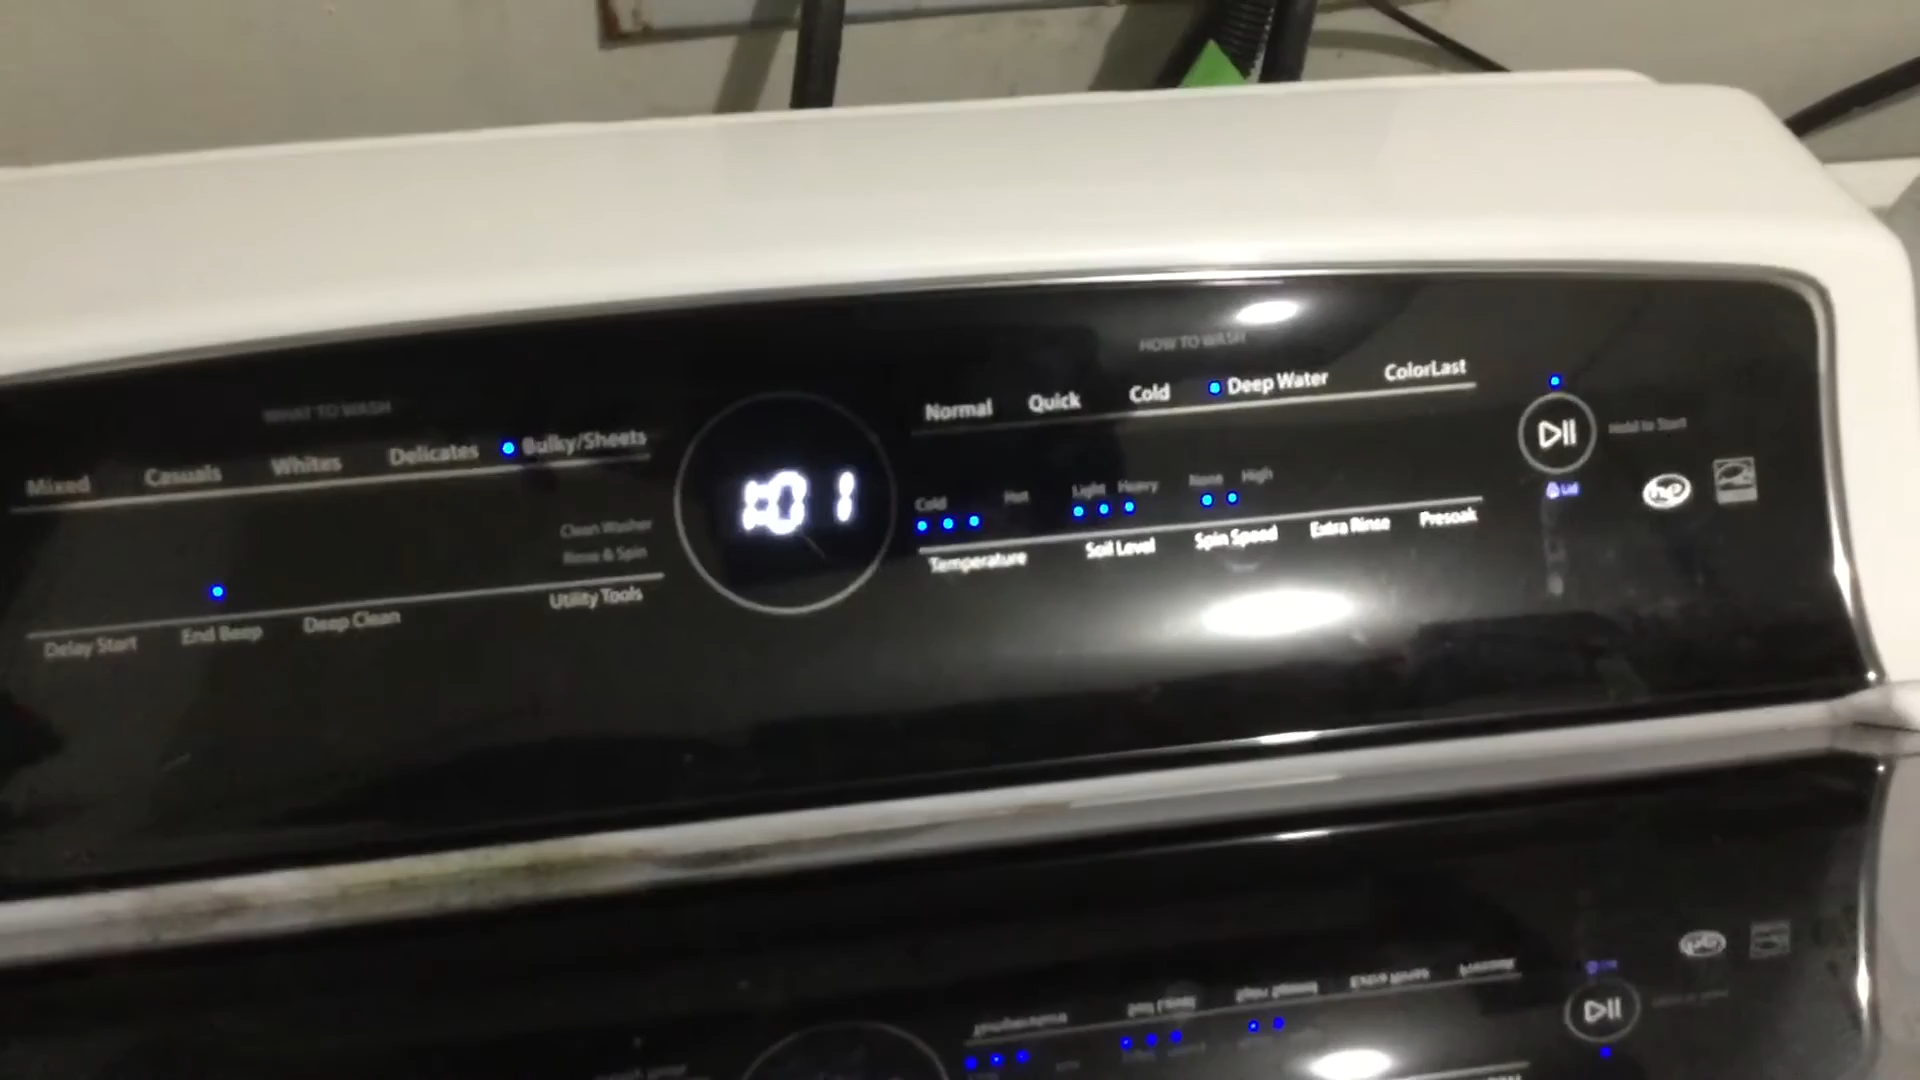 WHAT TO WASH
Mixed Casuals Whites Delicates Bulky/Sheets
Clean Washer
Rinse & Spin
Delay Start End Beep Deep Clean Utility Tools
1:01
HOW TO WASH
Normal Quick Cold Deep Water ColorLast
Cold Hot Light Heavy None High
Temperature Soil Level Spin Speed Extra Rinse Presoak
Hold to Start
Lid
he